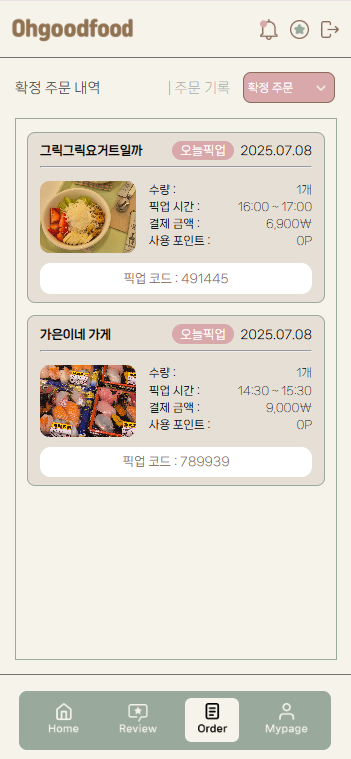 Ohgoodfood
확정 주문 내역
| 주문 기록
확정 주문
그릭그릭요거트일까
오늘픽업
2025.07.08
수량 : 1개
픽업 시간 : 16:00 ~ 17:00
결제 금액 : 6,900₩
사용 포인트 : 0P
픽업 코드 : 491445
가은이네 가게
오늘픽업
2025.07.08
수량 : 1개
픽업 시간 : 14:30 ~ 15:30
결제 금액 : 9,000₩
사용 포인트 : 0P
픽업 코드 : 789939
Home
Review
Order
Mypage